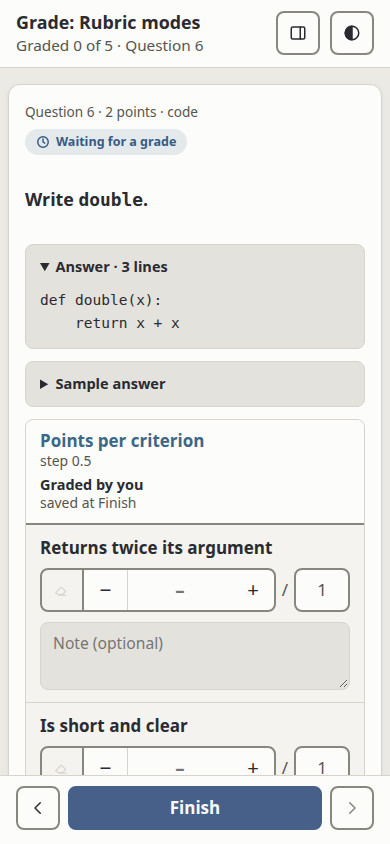 Grade: Rubric modes
Graded 0 of 5 · Question 6
Question 6 · 2 points · code
Waiting for a grade
Write double.
▼ Answer · 3 lines
def double(x):
    return x + x
▶ Sample answer
Points per criterion
step 0.5
Graded by you
saved at Finish
Returns twice its argument
− – + / 1
Note (optional)
Is short and clear
− – + / 1
Finish